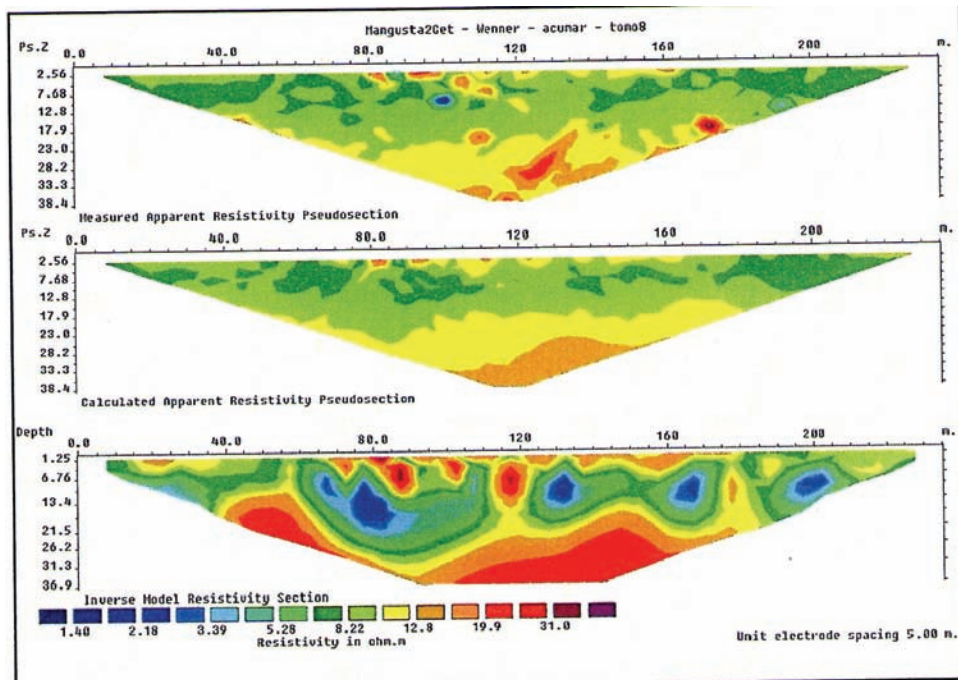 Mangusta2Get - Wenner - acumar - tomo8
Ps.Z 0.0 40.0 80.0 120 160 200 m.
2.56
7.68
12.8
17.9
23.0
28.2
33.3
38.4
Measured Apparent Resistivity Pseudosection
Ps.Z 0.0 40.0 80.0 120 160 200 m.
2.56
7.68
12.8
17.9
23.0
28.2
33.3
38.4
Calculated Apparent Resistivity Pseudosection
Depth 0.0 40.0 80.0 120 160 200 m.
1.25
6.76
13.4
21.5
26.2
31.3
36.9
Inverse Model Resistivity Section
1.40 2.18 3.39 5.28 8.22 12.8 19.9 31.0
Resistivity in ohm.m
Unit electrode spacing 5.00 m.